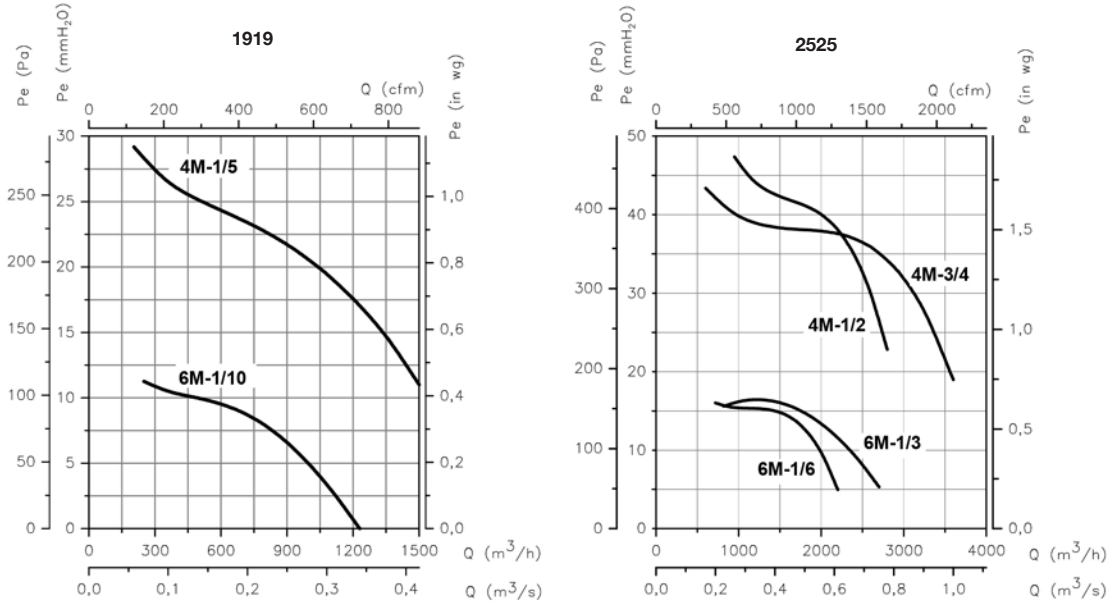 1919
Pe (Pa)
Pe (mmH2O)
Q (cfm)
Pe (in wg)
0 200 400 600 800
30
25
20
15
10
5
0
250
200
150
100
50
0
1,0
0,8
0,6
0,4
0,2
0,0
4M-1/5
6M-1/10
0 300 600 900 1200 1500 Q (m³/h)
0,0 0,1 0,2 0,3 0,4 Q (m³/s)
2525
Pe (Pa)
Pe (mmH2O)
Q (cfm)
Pe (in wg)
0 500 1000 1500 2000
50
40
30
20
10
0
400
300
200
100
0
1,5
1,0
0,5
0,0
4M-3/4
4M-1/2
6M-1/3
6M-1/6
0 1000 2000 3000 4000 Q (m³/h)
0,0 0,2 0,4 0,6 0,8 1,0 Q (m³/s)